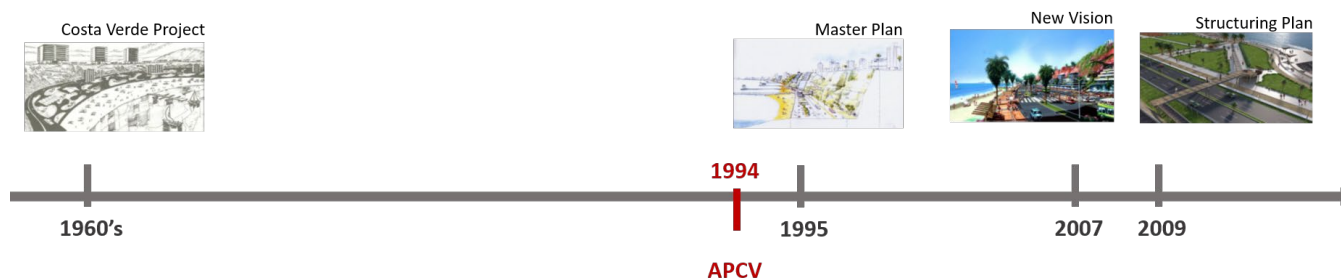 Costa Verde Project
Master Plan
New Vision
Structuring Plan
1994
1960's
1995
2007
2009
APCV